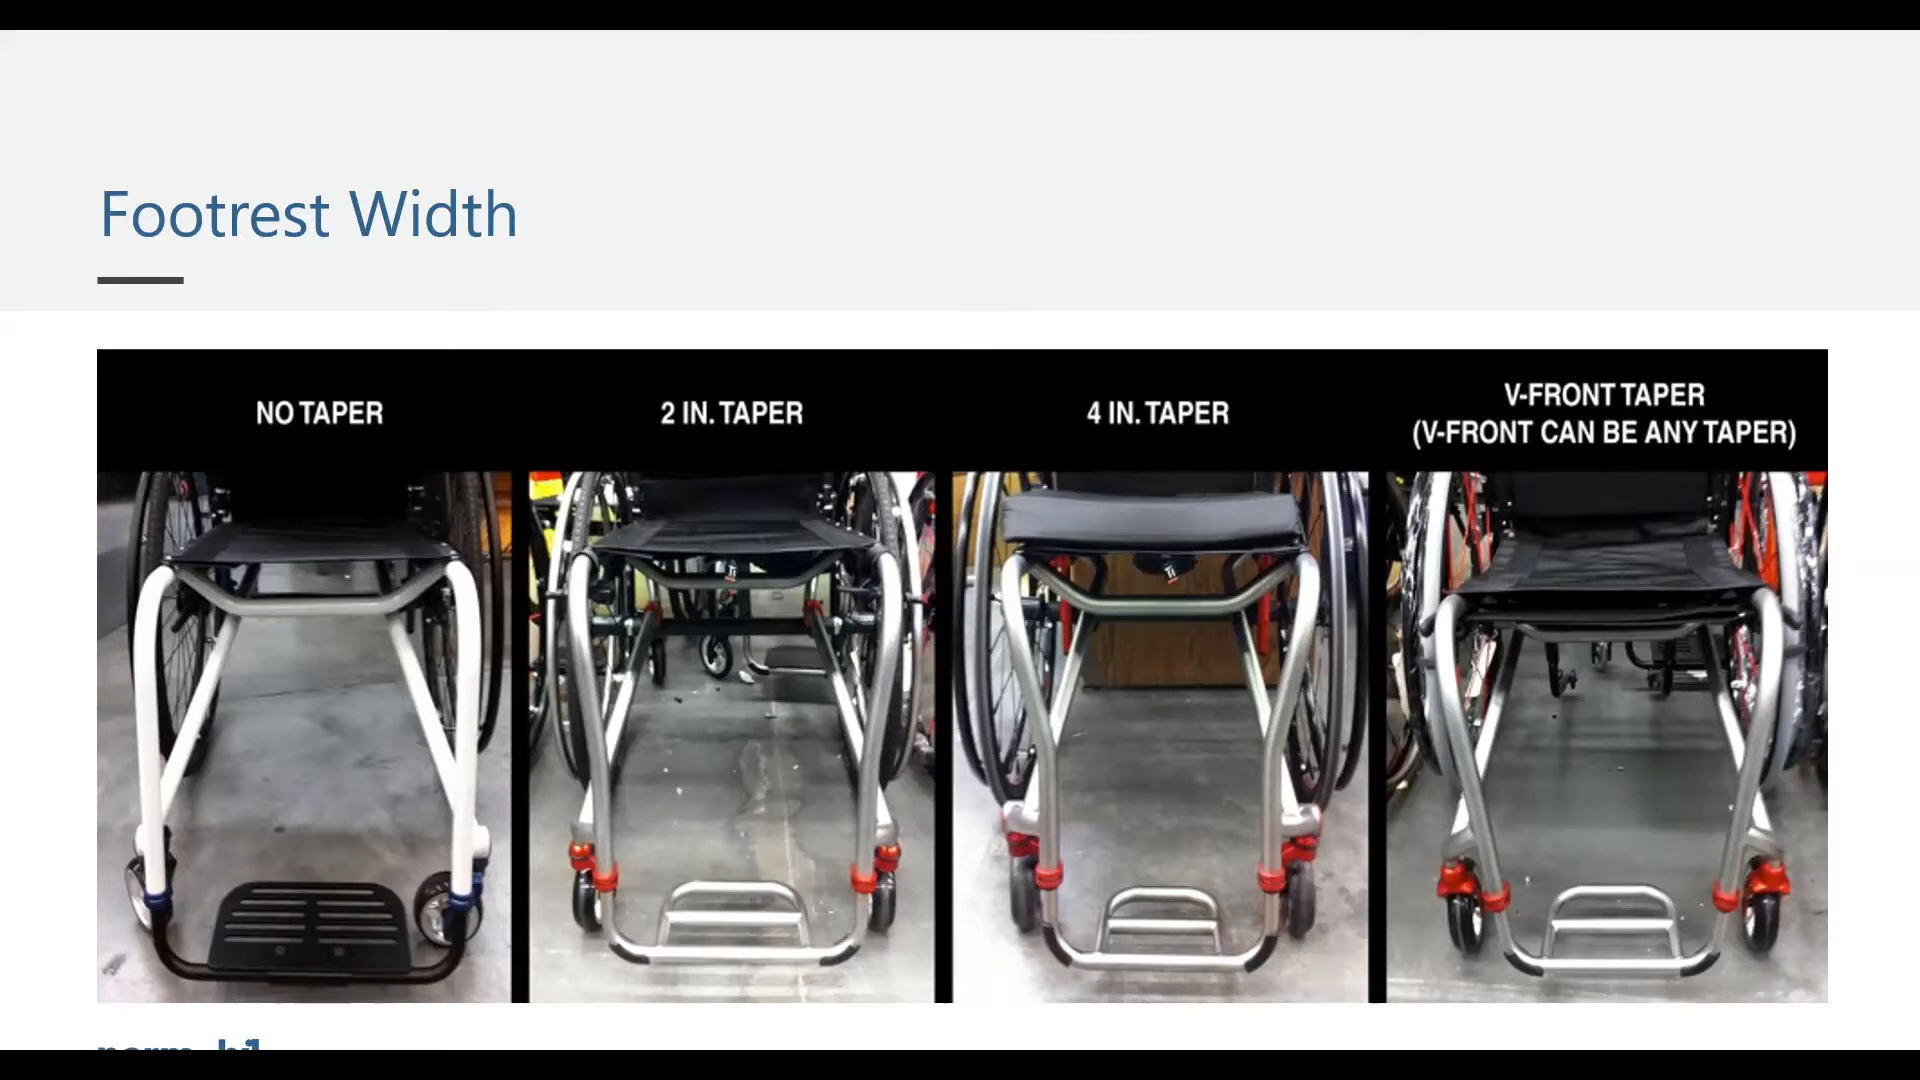 Footrest Width
NO TAPER
2 IN. TAPER
4 IN. TAPER
V-FRONT TAPER
(V-FRONT CAN BE ANY TAPER)